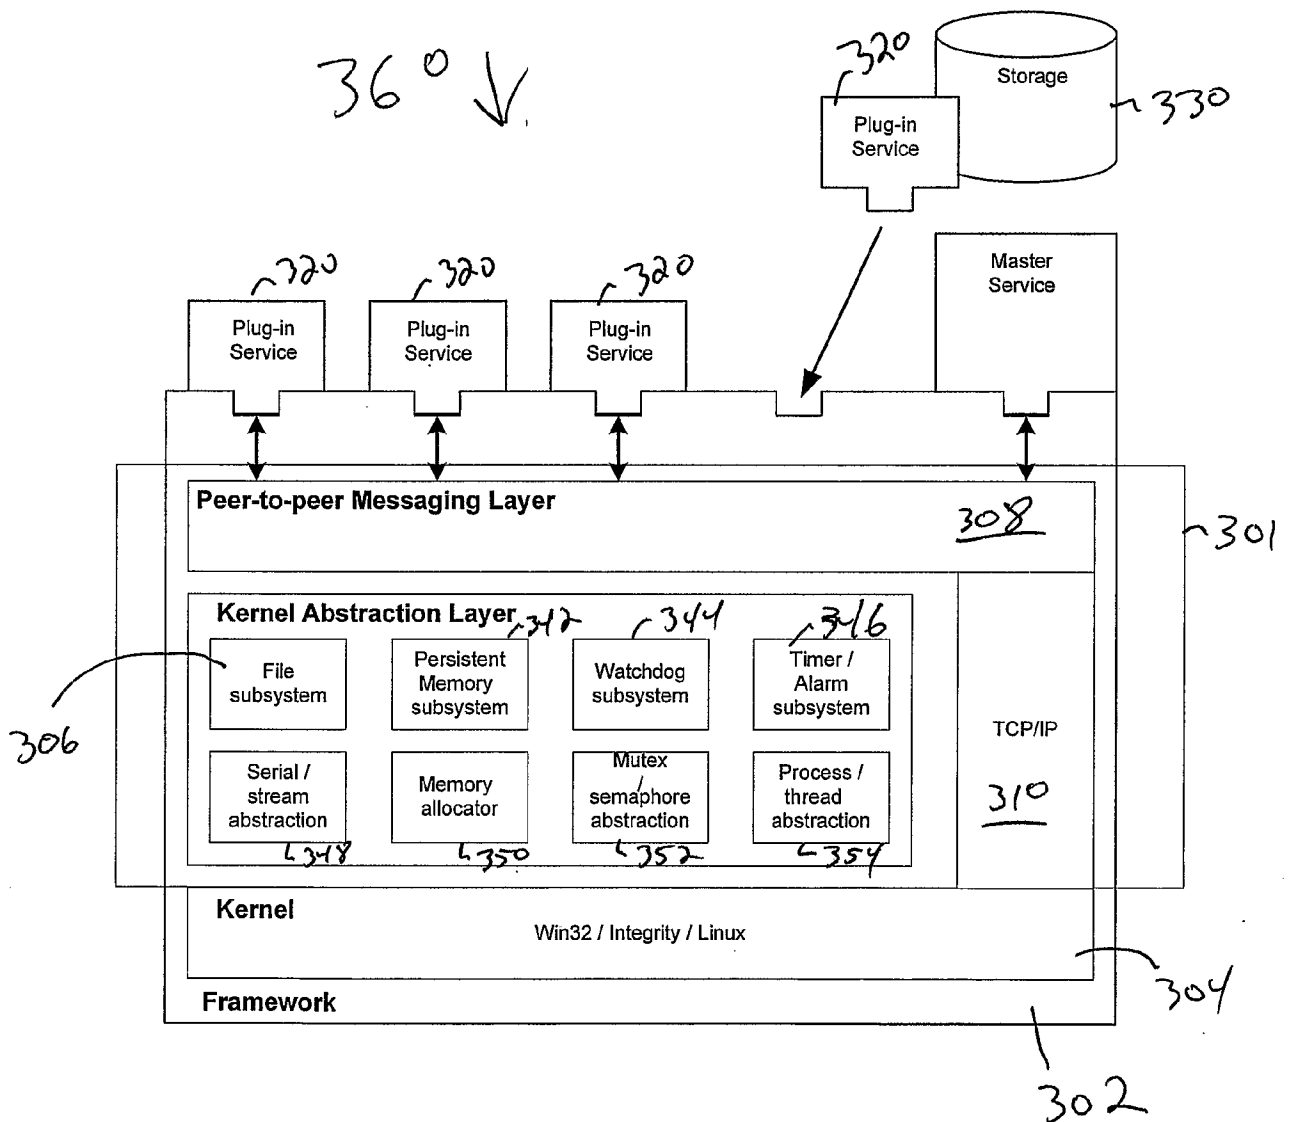 36° ↓
320
Storage
330
Plug-in
Service
320
320
320
Master
Service
Plug-in
Service
Plug-in
Service
Plug-in
Service
Peer-to-peer Messaging Layer
308
301
Kernel Abstraction Layer
342
344
346
File
subsystem
Persistent
Memory
subsystem
Watchdog
subsystem
Timer /
Alarm
subsystem
306
TCP/IP
310
Serial /
stream
abstraction
Memory
allocator
Mutex
/
semaphore
abstraction
Process /
thread
abstraction
348
350
352
354
Kernel
Win32 / Integrity / Linux
304
Framework
302